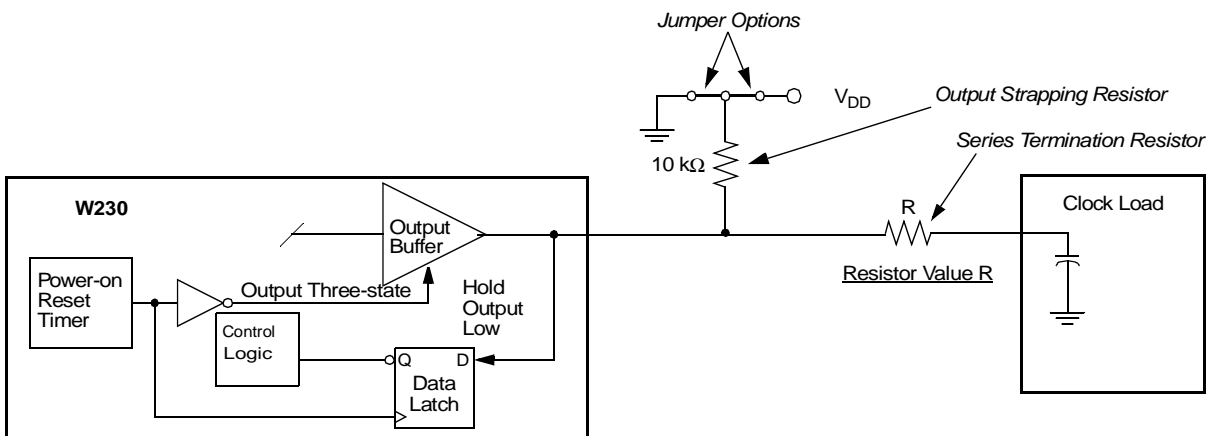 Jumper Options
V_DD
Output Strapping Resistor
Series Termination Resistor
10 kΩ
W230
Clock Load
Output
Buffer
R
Resistor Value R
Power-on
Reset
Timer
Output Three-state
Hold
Output
Low
Control
Logic
Q D
Data
Latch